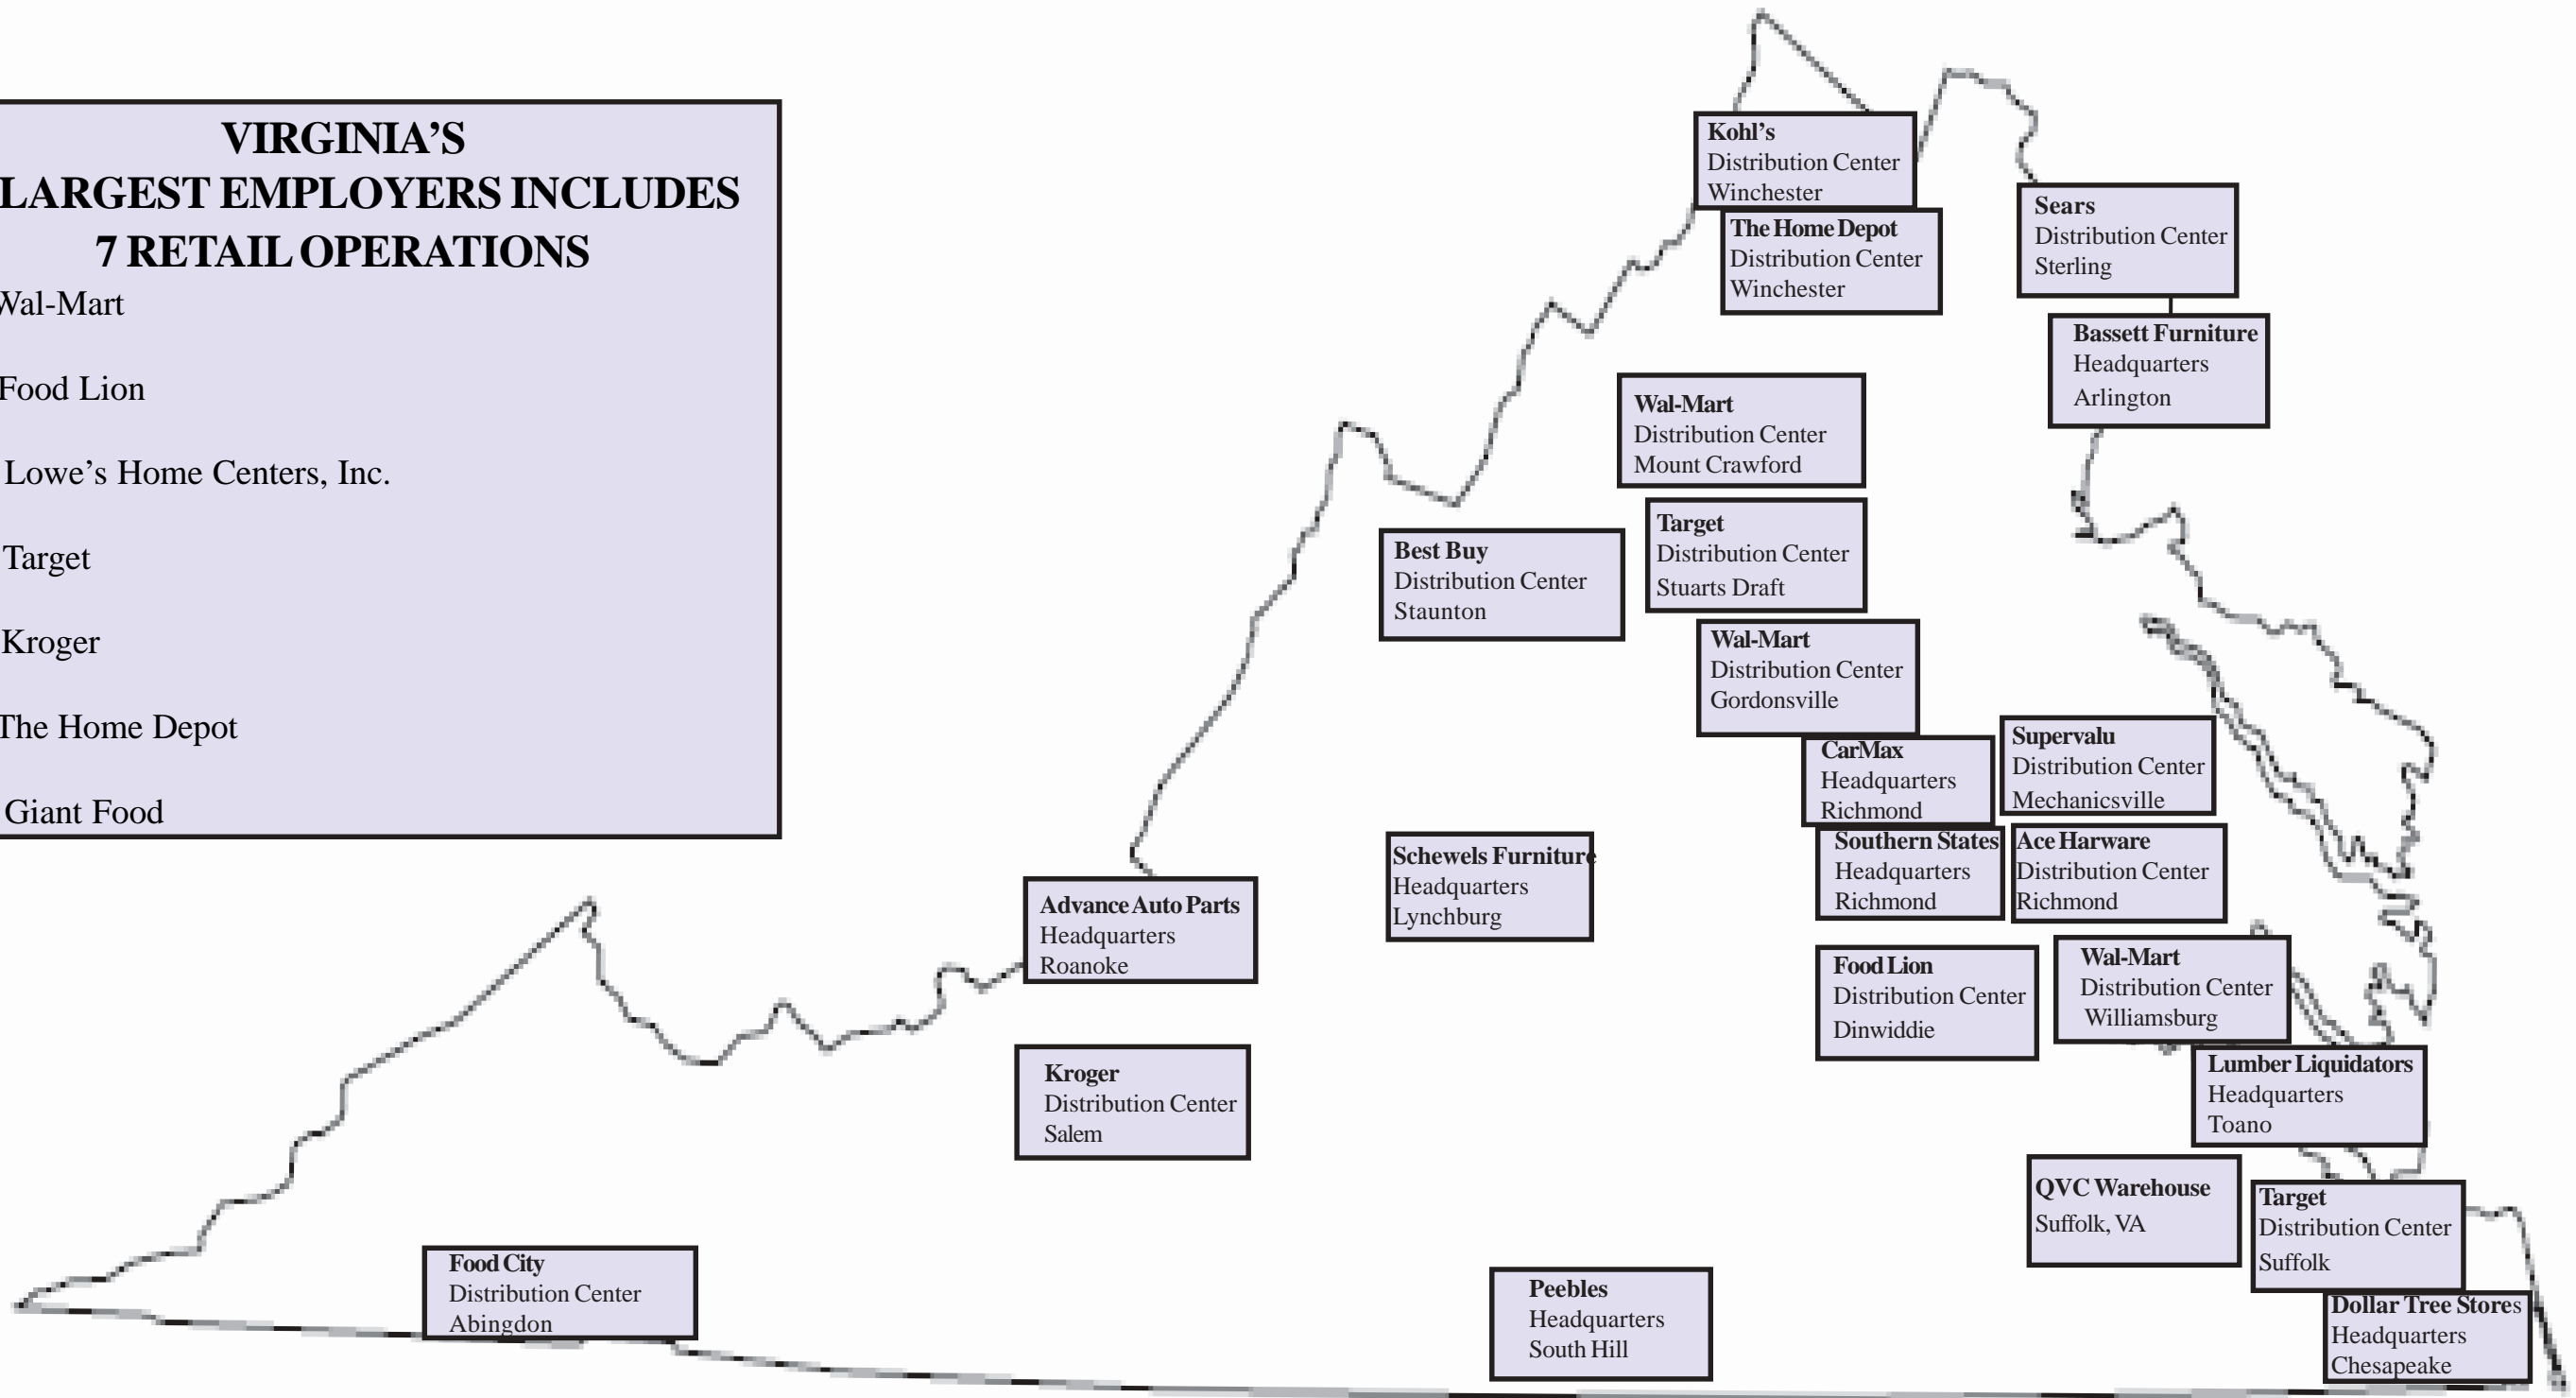 VIRGINIA’S
LARGEST EMPLOYERS INCLUDES
7 RETAIL OPERATIONS
Wal-Mart
Food Lion
Lowe’s Home Centers, Inc.
Target
Kroger
The Home Depot
Giant Food
Kohl’s
Distribution Center
Winchester
The Home Depot
Distribution Center
Winchester
Sears
Distribution Center
Sterling
Bassett Furniture
Headquarters
Arlington
Wal-Mart
Distribution Center
Mount Crawford
Target
Distribution Center
Stuarts Draft
Best Buy
Distribution Center
Staunton
Wal-Mart
Distribution Center
Gordonsville
CarMax
Headquarters
Richmond
Supervalu
Distribution Center
Mechanicsville
Southern States
Headquarters
Richmond
Ace Harware
Distribution Center
Richmond
Schewels Furniture
Headquarters
Lynchburg
Advance Auto Parts
Headquarters
Roanoke
Food Lion
Distribution Center
Dinwiddie
Wal-Mart
Distribution Center
Williamsburg
Kroger
Distribution Center
Salem
Lumber Liquidators
Headquarters
Toano
QVC Warehouse
Suffolk, VA
Target
Distribution Center
Suffolk
Food City
Distribution Center
Abingdon
Peebles
Headquarters
South Hill
Dollar Tree Stores
Headquarters
Chesapeake